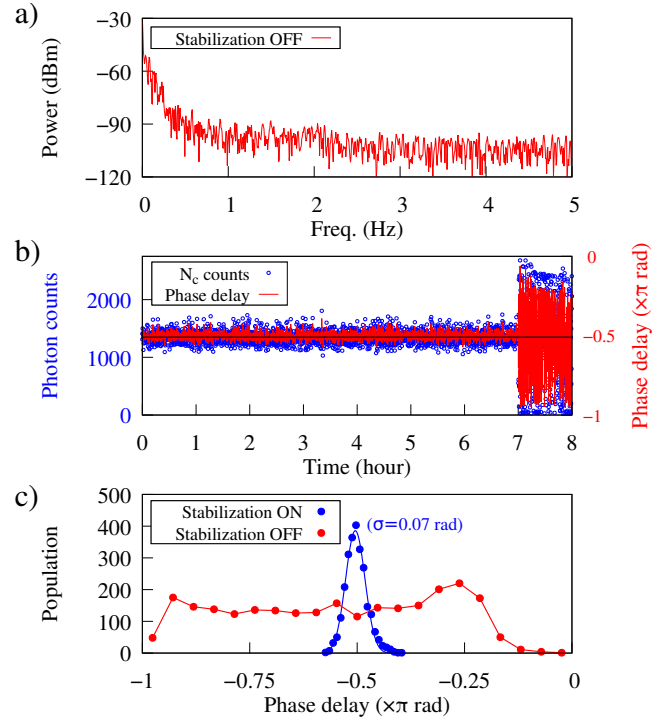 a)
Power (dBm)
−30
−60
−90
−120
Stabilization OFF
0 1 2 3 4 5
Freq. (Hz)
b)
Photon counts
2000
1000
0
N_c counts
Phase delay
0
−0.5
−1
Phase delay (×π rad)
0 1 2 3 4 5 6 7 8
Time (hour)
c)
Population
500
400
300
200
100
0
Stabilization ON
Stabilization OFF
(σ=0.07 rad)
−1 −0.75 −0.5 −0.25 0
Phase delay (×π rad)